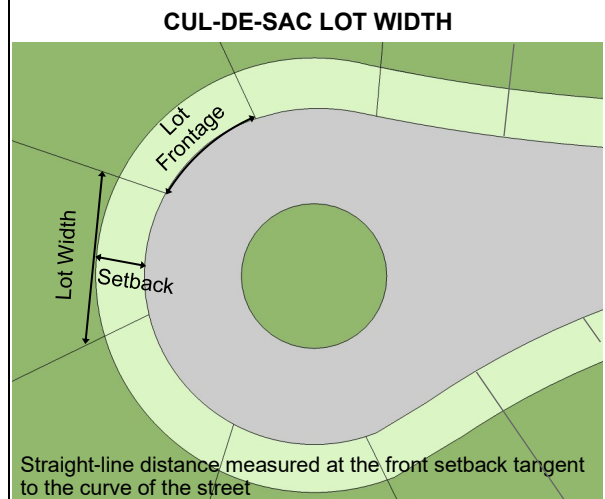 CUL-DE-SAC LOT WIDTH
Lot
Frontage
Lot Width
Setback
Straight-line distance measured at the front setback tangent
to the curve of the street